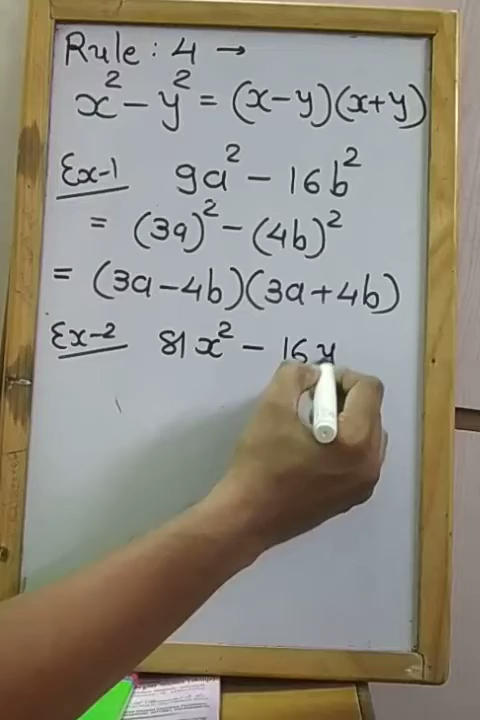 Rule : 4 →
x² - y² = (x-y)(x+y)
Ex-1 9a² - 16b²
= (3a)² - (4b)²
= (3a-4b)(3a+4b)
Ex-2 81x² - 16y